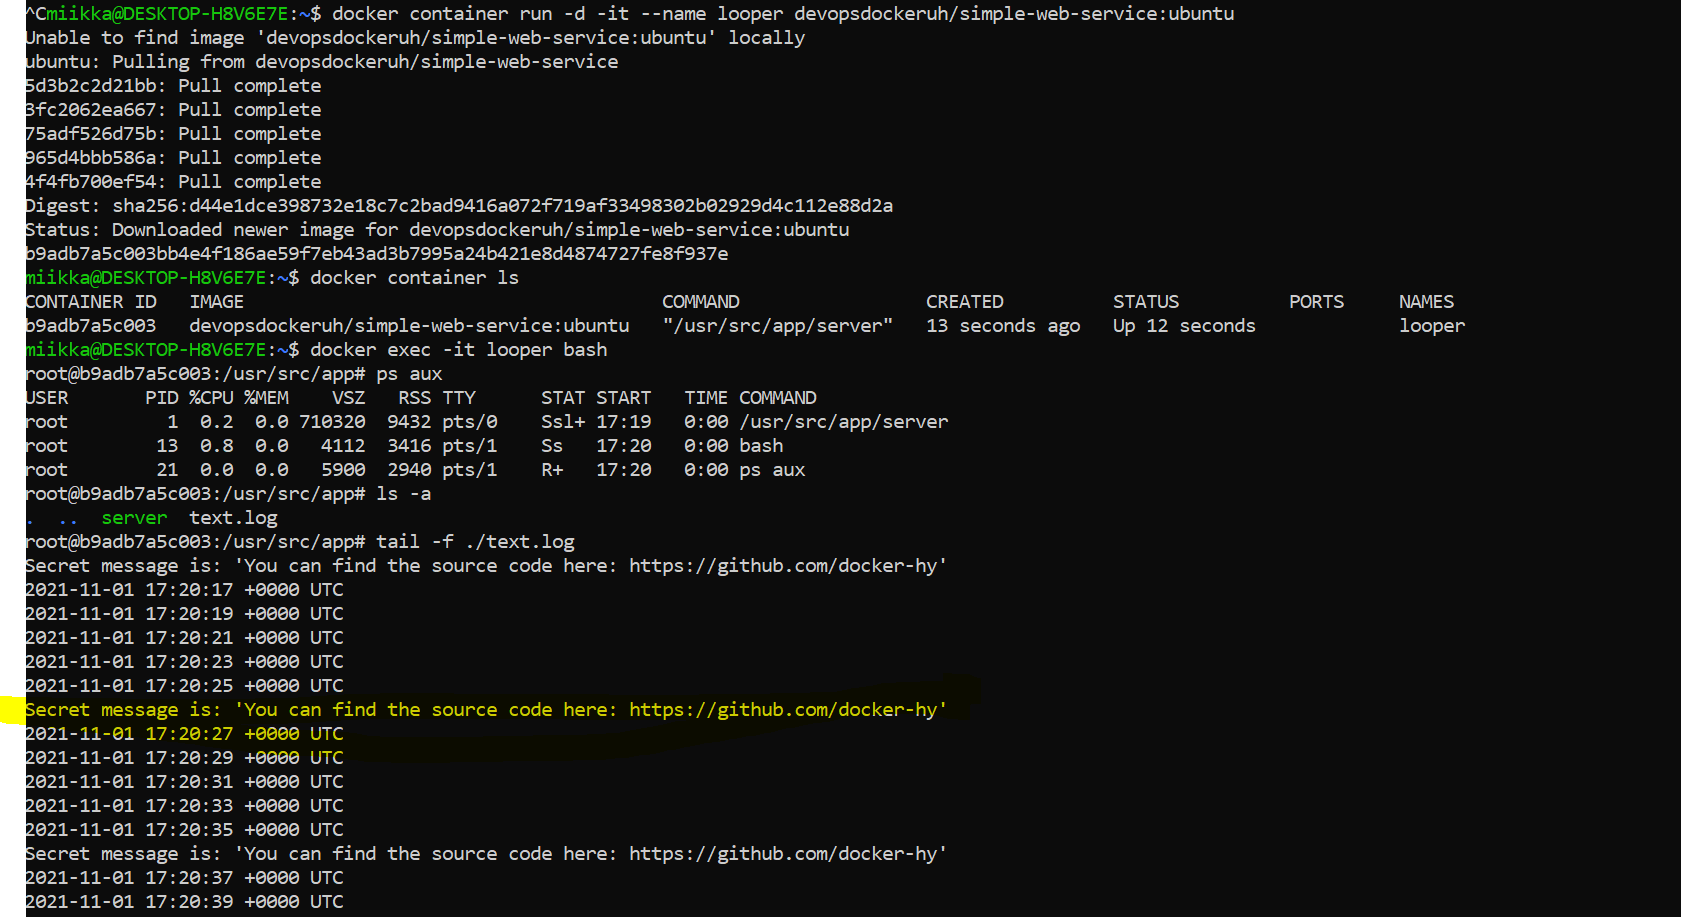 ^Cmiikka@DESKTOP-H8V6E7E:~$ docker container run -d -it --name looper devopsdockeruh/simple-web-service:ubuntu
Unable to find image 'devopsdockeruh/simple-web-service:ubuntu' locally
ubuntu: Pulling from devopsdockeruh/simple-web-service
5d3b2c2d21bb: Pull complete
3fc2062ea667: Pull complete
75adf526d75b: Pull complete
965d4bbb586a: Pull complete
4f4fb700ef54: Pull complete
Digest: sha256:d44e1dce398732e18c7c2bad9416a072f719af33498302b02929d4c112e88d2a
Status: Downloaded newer image for devopsdockeruh/simple-web-service:ubuntu
b9adb7a5c003bb4e4f186ae59f7eb43ad3b7995a24b421e8d4874727fe8f937e
miikka@DESKTOP-H8V6E7E:~$ docker container ls
CONTAINER ID   IMAGE                                      COMMAND                  CREATED          STATUS          PORTS     NAMES
b9adb7a5c003   devopsdockeruh/simple-web-service:ubuntu   "/usr/src/app/server"   13 seconds ago   Up 12 seconds             looper
miikka@DESKTOP-H8V6E7E:~$ docker exec -it looper bash
root@b9adb7a5c003:/usr/src/app# ps aux
USER       PID %CPU %MEM    VSZ   RSS TTY      STAT START   TIME COMMAND
root         1  0.2  0.0 710320  9432 pts/0    Ssl+ 17:19   0:00 /usr/src/app/server
root        13  0.8  0.0   4112  3416 pts/1    Ss   17:20   0:00 bash
root        21  0.0  0.0   5900  2940 pts/1    R+   17:20   0:00 ps aux
root@b9adb7a5c003:/usr/src/app# ls -a
.  ..  server  text.log
root@b9adb7a5c003:/usr/src/app# tail -f ./text.log
Secret message is: 'You can find the source code here: https://github.com/docker-hy'
2021-11-01 17:20:17 +0000 UTC
2021-11-01 17:20:19 +0000 UTC
2021-11-01 17:20:21 +0000 UTC
2021-11-01 17:20:23 +0000 UTC
2021-11-01 17:20:25 +0000 UTC
Secret message is: 'You can find the source code here: https://github.com/docker-hy'
2021-11-01 17:20:27 +0000 UTC
2021-11-01 17:20:29 +0000 UTC
2021-11-01 17:20:31 +0000 UTC
2021-11-01 17:20:33 +0000 UTC
2021-11-01 17:20:35 +0000 UTC
Secret message is: 'You can find the source code here: https://github.com/docker-hy'
2021-11-01 17:20:37 +0000 UTC
2021-11-01 17:20:39 +0000 UTC